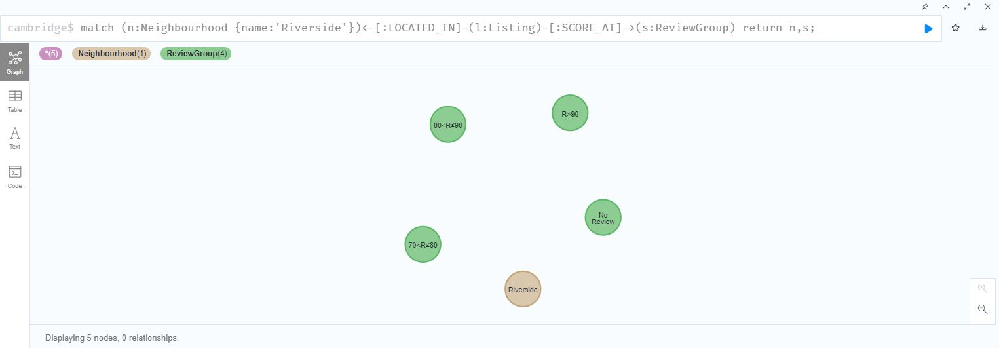 cambridge$ match (n:Neighbourhood {name:'Riverside'})<-[:LOCATED_IN]-(l:Listing)-[:SCORE_AT]->(s:ReviewGroup) return n,s;
*(5) Neighbourhood(1) ReviewGroup(4)
Graph
Table
Text
Code
80<R≤90
R>90
No
Review
70<R≤80
Riverside
Displaying 5 nodes, 0 relationships.